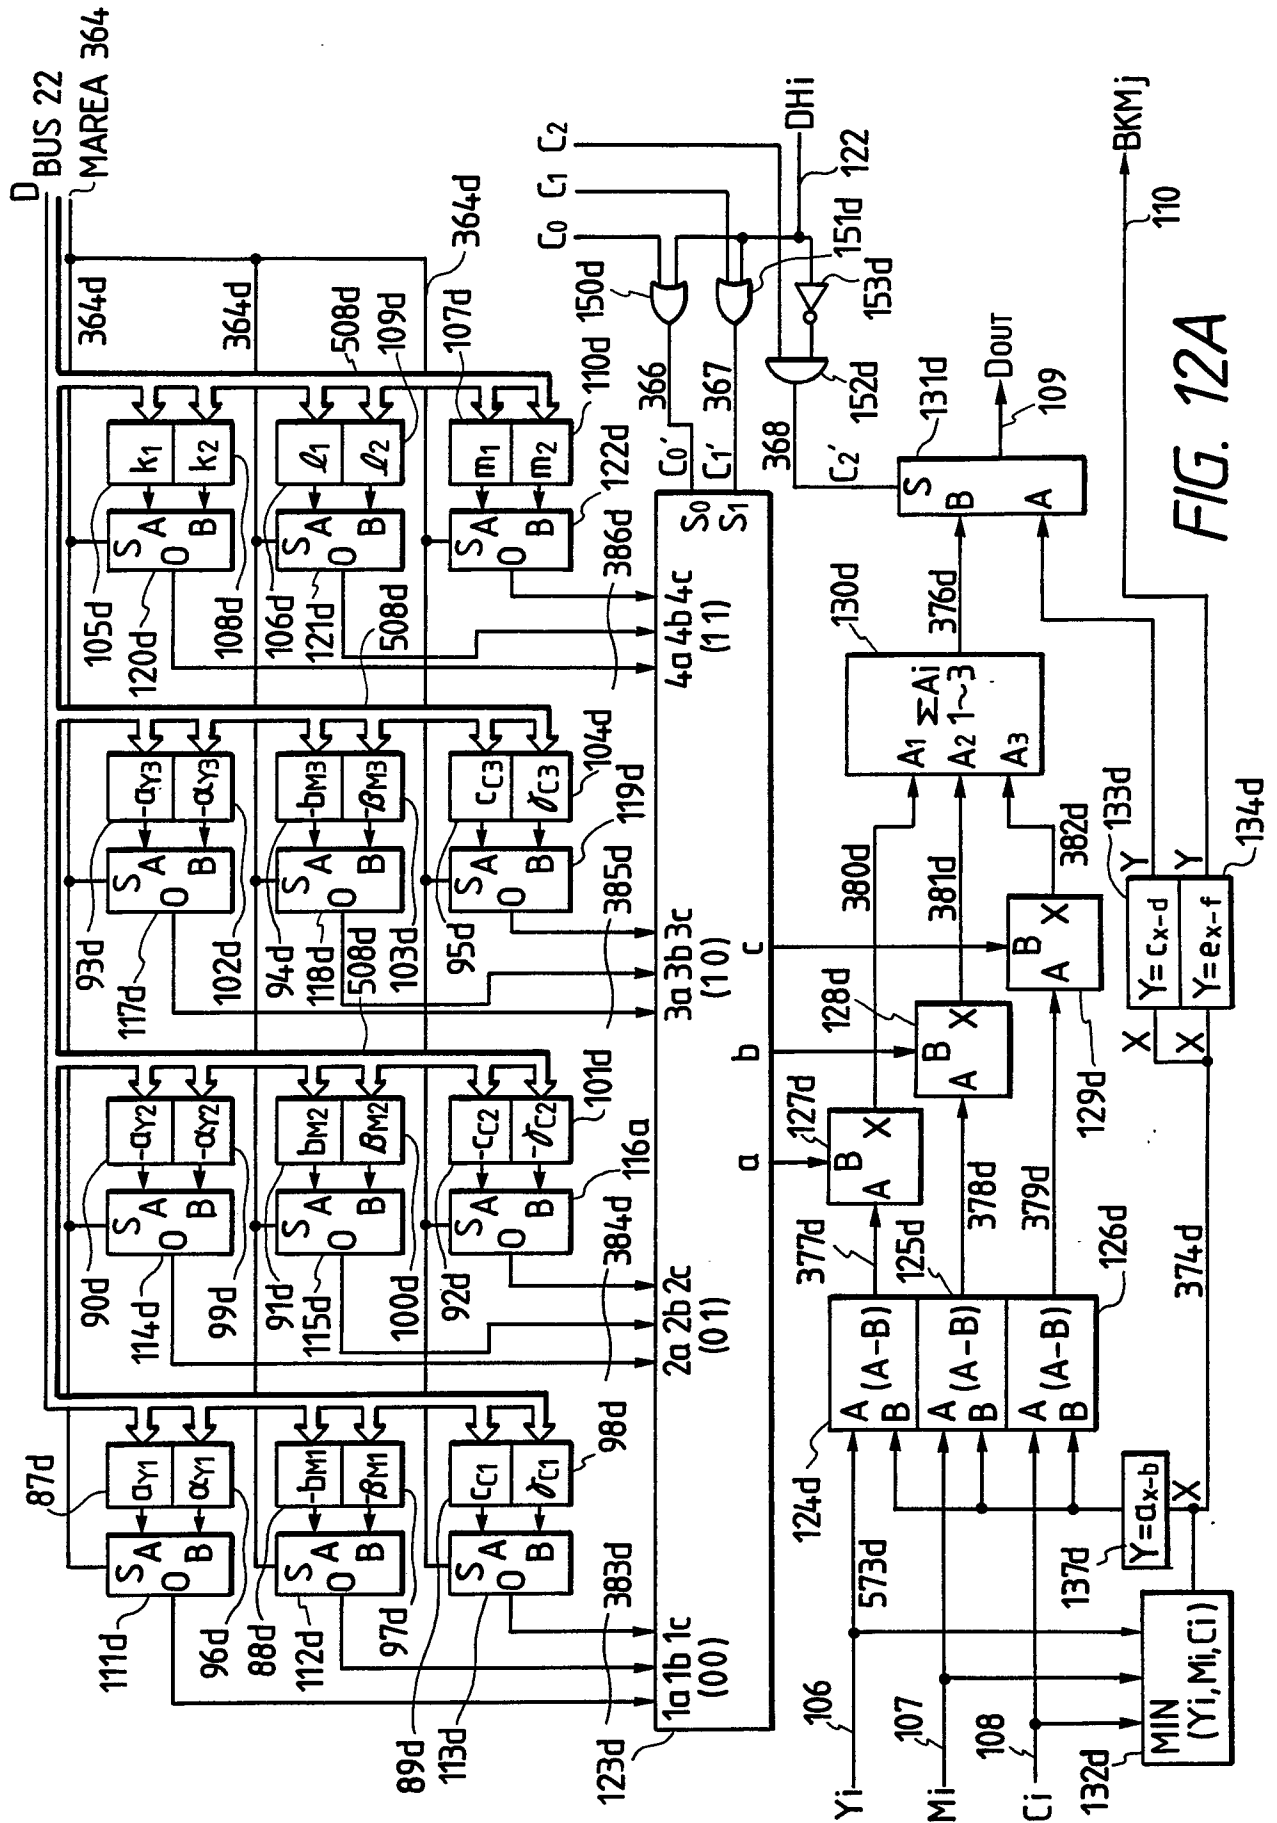 D BUS 22
MAREA 364
364d
364d
364d
87d
aY1
αY1
S
A
O
B
111d
96d
88d
-bM1
-βM1
S
A
O
B
112d
97d
89d
cC1
γC1
98d
S
A
O
B
113d
383d
90d
-aY2
-αY2
S
A
O
B
114d
99d
91d
bM2
βM2
S
A
O
B
115d
100d
92d
-cC2
-γC2
101d
S
A
O
B
116a
384d
508d
93d
-aY3
-αY3
S
A
O
B
117d
102d
94d
-bM3
-βM3
S
A
O
B
118d
103d
95d
cC3
γC3
104d
S
A
O
B
119d
385d
508d
105d
k1
k2
S
A
O
B
120d
108d
106d
ℓ1
ℓ2
109d
S
A
O
B
121d
107d
m1
m2
110d
S
A
O
B
122d
386d
508d
123d
1a 1b 1c
(00)
2a 2b 2c
(01)
3a 3b 3c
(10)
4a 4b 4c
(11)
S0
S1
a
b
c
C0
C1
C2
DHi
122
150d
151d
153d
152d
366
367
368
C0'
C1'
C2'
131d
S
B
A
DOUT
109
Yi
106
Mi
107
Ci
108
573d
132d
MIN
(Yi,Mi,Ci)
137d
Y=ax-b
X
374d
124d
A
(A-B)
B
A
(A-B)
B
A
(A-B)
B
125d
126d
377d
378d
379d
127d
B
A
X
128d
B
A
X
129d
B
A
X
380d
381d
382d
130d
A1
ΣAi
A2 1~3
A3
376d
133d
X
Y=cx-d
Y
X
Y=ex-f
Y
134d
110
BKMj
FIG. 12A